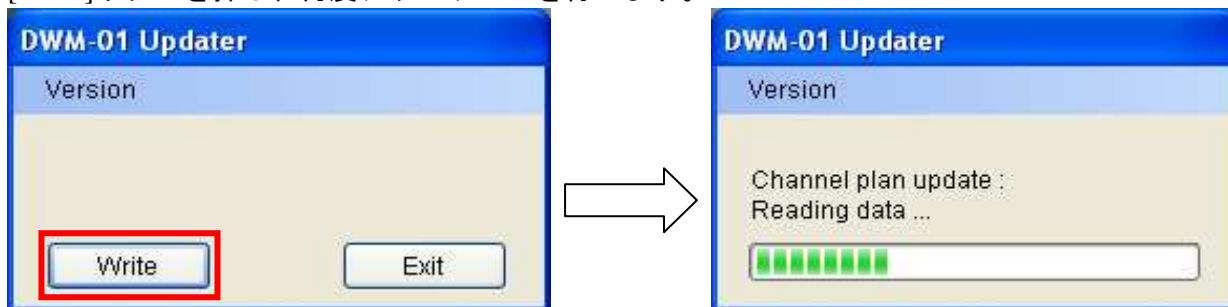 DWM-01 Updater
Version
Write
Exit
DWM-01 Updater
Version
Channel plan update :
Reading data ...